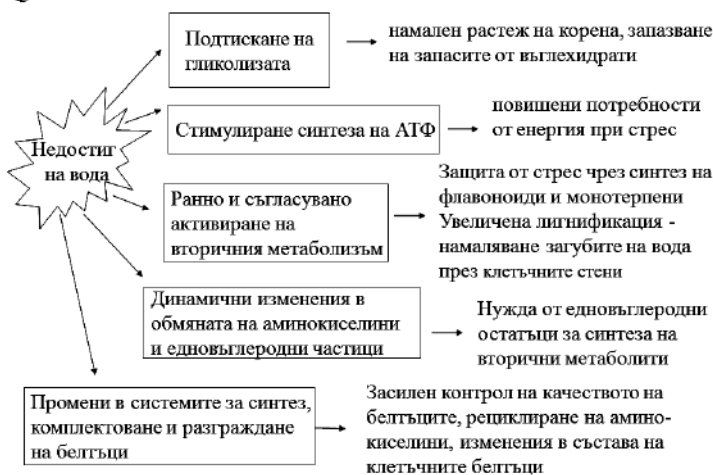 Недостиг
на вода
Подтискане на
гликолизата
намален растеж на корена, запазване
на запасите от въглехидрати
Стимулиране синтеза на АТФ
повишени потребности
от енергия при стрес
Ранно и съгласувано
активиране на
вторичния метаболизъм
Защита от стрес чрез синтез на
флавоноиди и монотерпени
Увеличена лигнификация -
намаляване загубите на вода
през клетъчните стени
Динамични изменения в
обмяната на аминокиселини
и едновъглеродни частици
Нужда от едновъглеродни
остатъци за синтеза на
вторични метаболити
Промени в системите за синтез,
комплектоване и разграждане
на белтъци
Засилен контрол на качеството на
белтъците, рециклиране на амино-
киселини, изменения в състава на
клетъчните белтъци